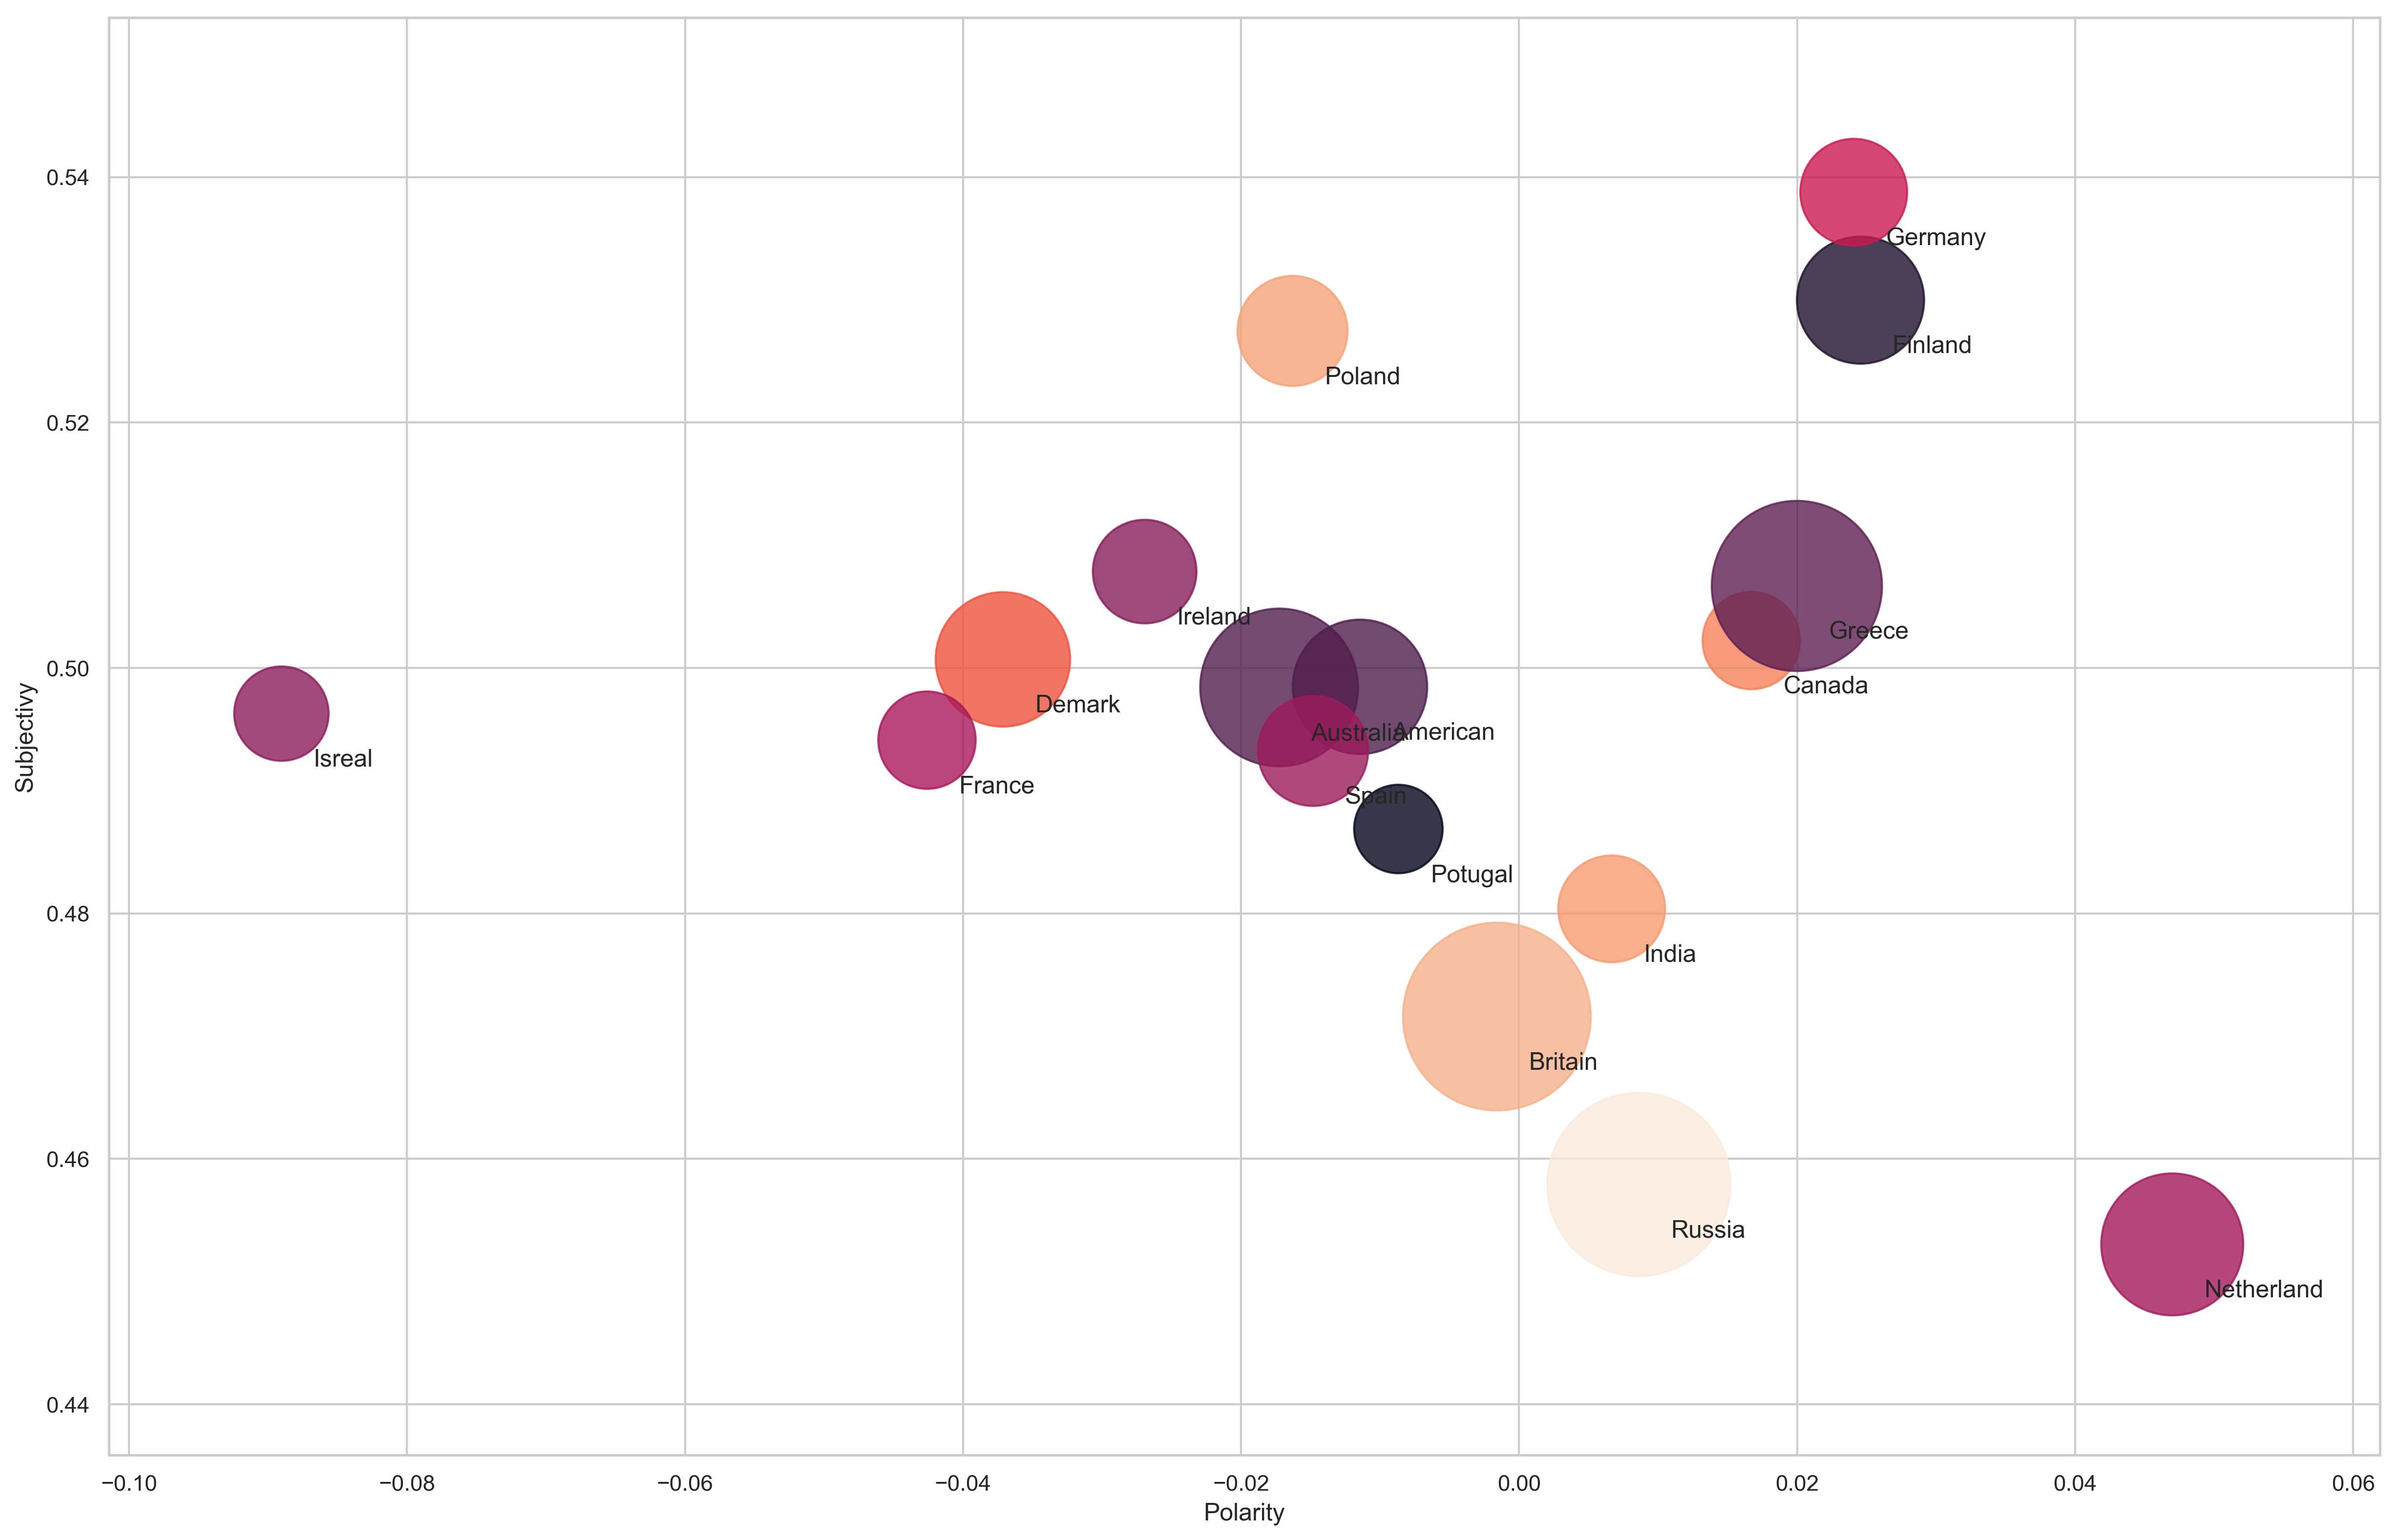 0.54
0.52
0.50
0.48
0.46
0.44
Subjectivy
Germany
Finland
Poland
Ireland
Greece
Canada
Demark
Australia
American
Isreal
France
Spain
Potugal
India
Britain
Russia
Netherland
−0.10
−0.08
−0.06
−0.04
−0.02
0.00
0.02
0.04
0.06
Polarity